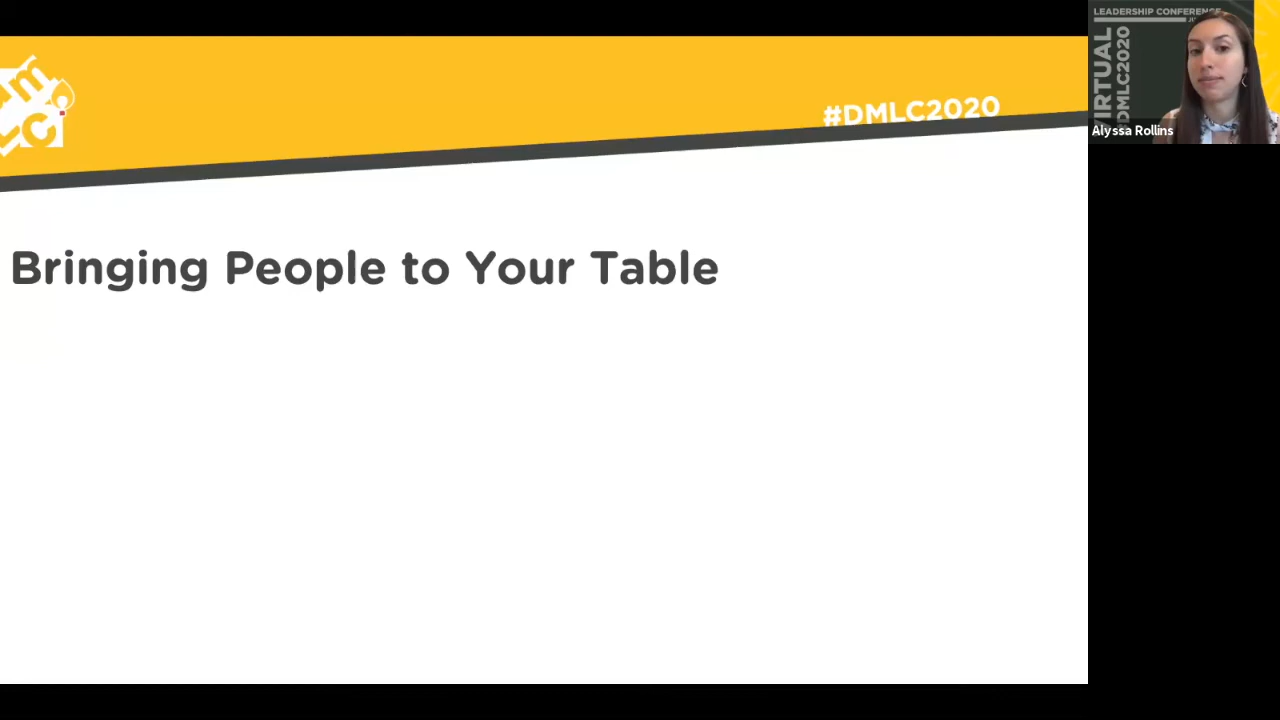 #DMLC2020
Bringing People to Your Table
LEADERSHIP CONFERENCE
VIRTUAL
#DMLC2020
Alyssa Rollins